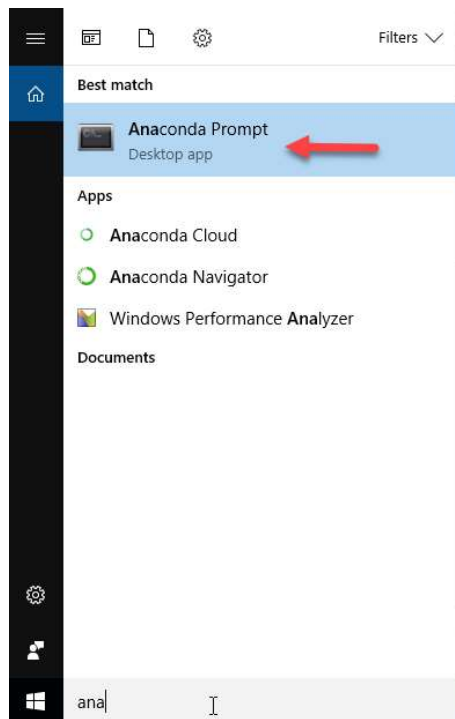 Filters
Best match
Anaconda Prompt
Desktop app
Apps
Anaconda Cloud
Anaconda Navigator
Windows Performance Analyzer
Documents
ana